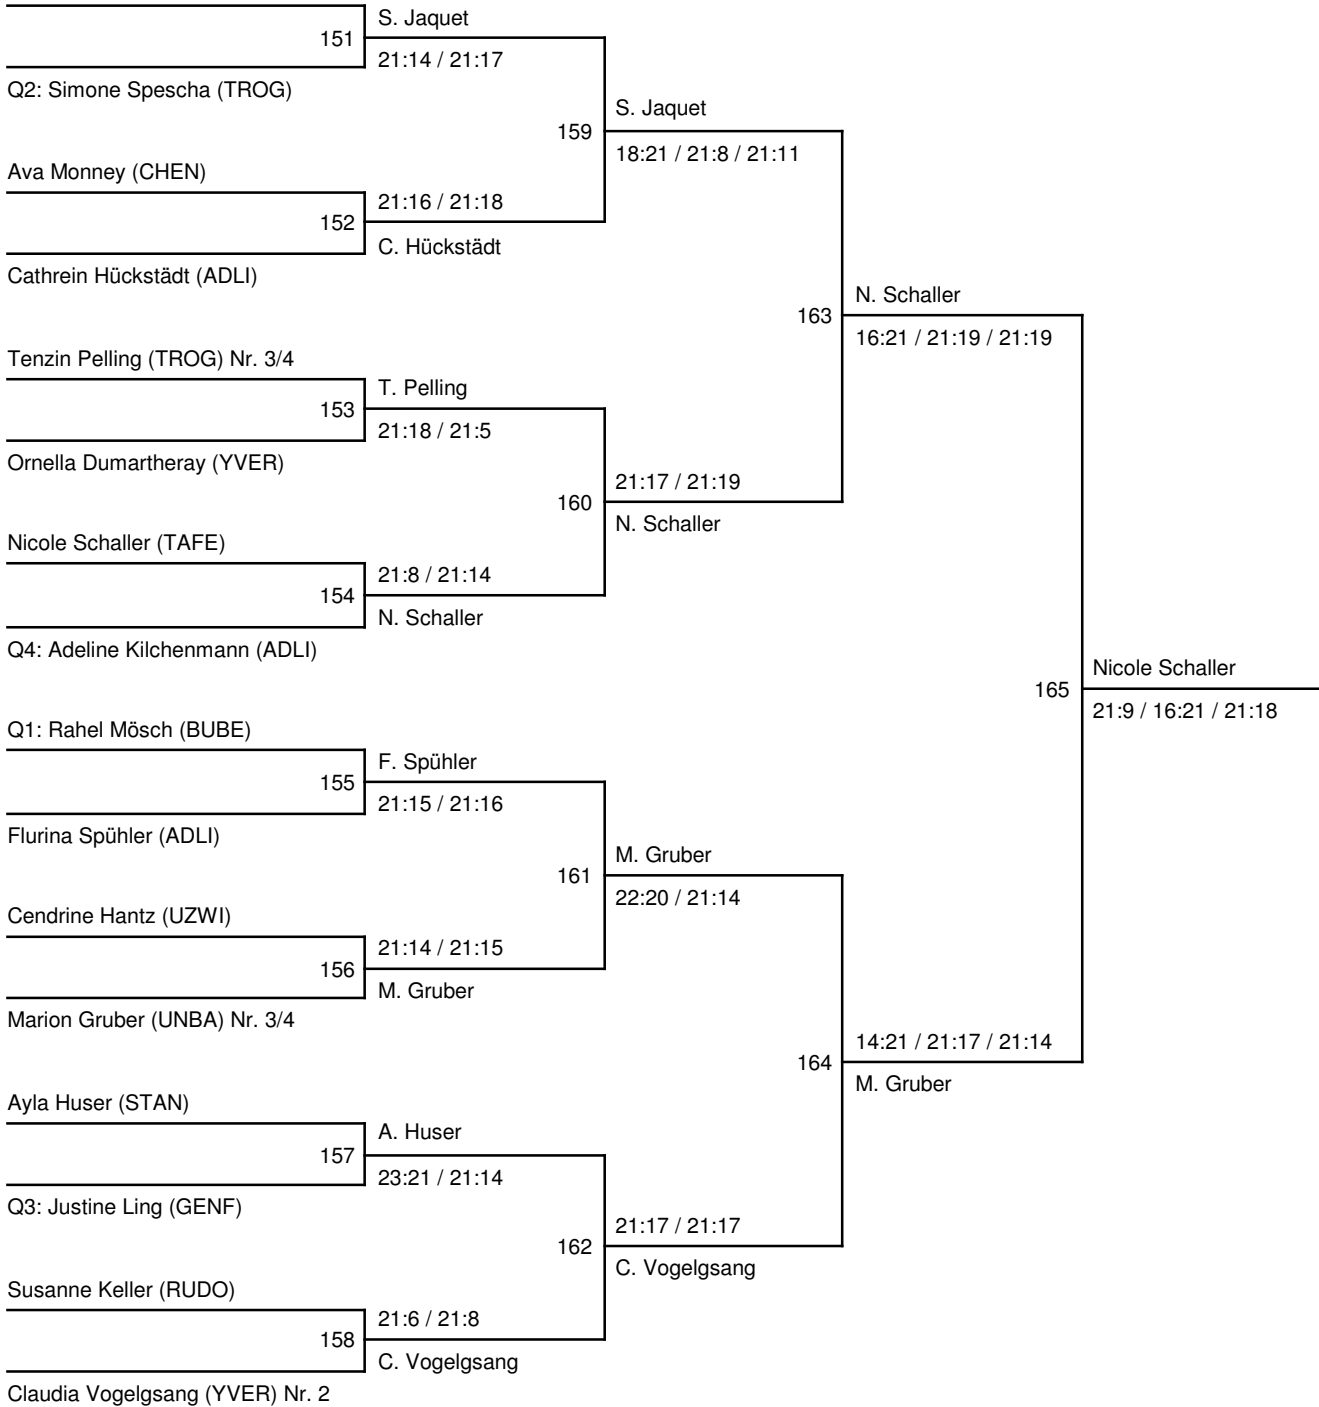 S. Jaquet
151
21:14 / 21:17
Q2: Simone Spescha (TROG)
S. Jaquet
159
18:21 / 21:8 / 21:11
Ava Monney (CHEN)
21:16 / 21:18
152
C. Hückstädt
Cathrein Hückstädt (ADLI)
N. Schaller
163
16:21 / 21:19 / 21:19
Tenzin Pelling (TROG) Nr. 3/4
T. Pelling
153
21:18 / 21:5
Ornella Dumartheray (YVER)
21:17 / 21:19
160
N. Schaller
Nicole Schaller (TAFE)
21:8 / 21:14
154
N. Schaller
Q4: Adeline Kilchenmann (ADLI)
Nicole Schaller
165
21:9 / 16:21 / 21:18
Q1: Rahel Mösch (BUBE)
F. Spühler
155
21:15 / 21:16
Flurina Spühler (ADLI)
M. Gruber
161
22:20 / 21:14
Cendrine Hantz (UZWI)
21:14 / 21:15
156
M. Gruber
Marion Gruber (UNBA) Nr. 3/4
14:21 / 21:17 / 21:14
164
M. Gruber
Ayla Huser (STAN)
A. Huser
157
23:21 / 21:14
Q3: Justine Ling (GENF)
21:17 / 21:17
162
C. Vogelgsang
Susanne Keller (RUDO)
21:6 / 21:8
158
C. Vogelgsang
Claudia Vogelgsang (YVER) Nr. 2